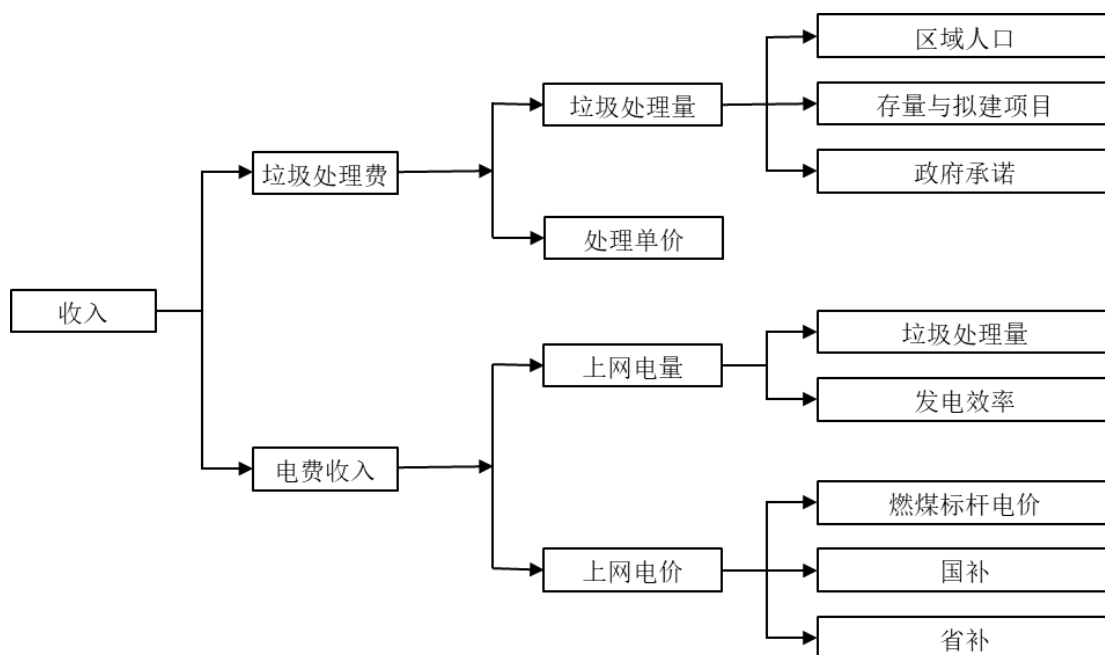 区域人口
垃圾处理量
存量与拟建项目
垃圾处理费
政府承诺
处理单价
收入
垃圾处理量
上网电量
发电效率
电费收入
燃煤标杆电价
上网电价
国补
省补